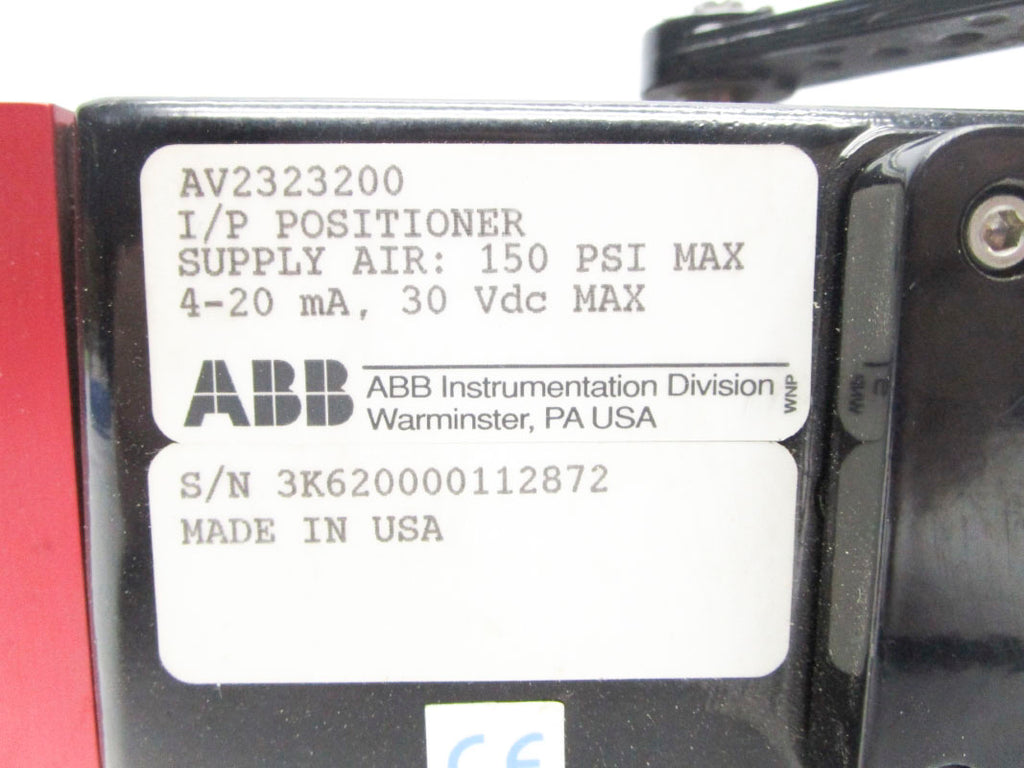 AV2323200
I/P POSITIONER
SUPPLY AIR: 150 PSI MAX
4-20 mA, 30 Vdc MAX
ABB
ABB Instrumentation Division
Warminster, PA USA
WNP
S/N 3K620000112872
MADE IN USA
CE